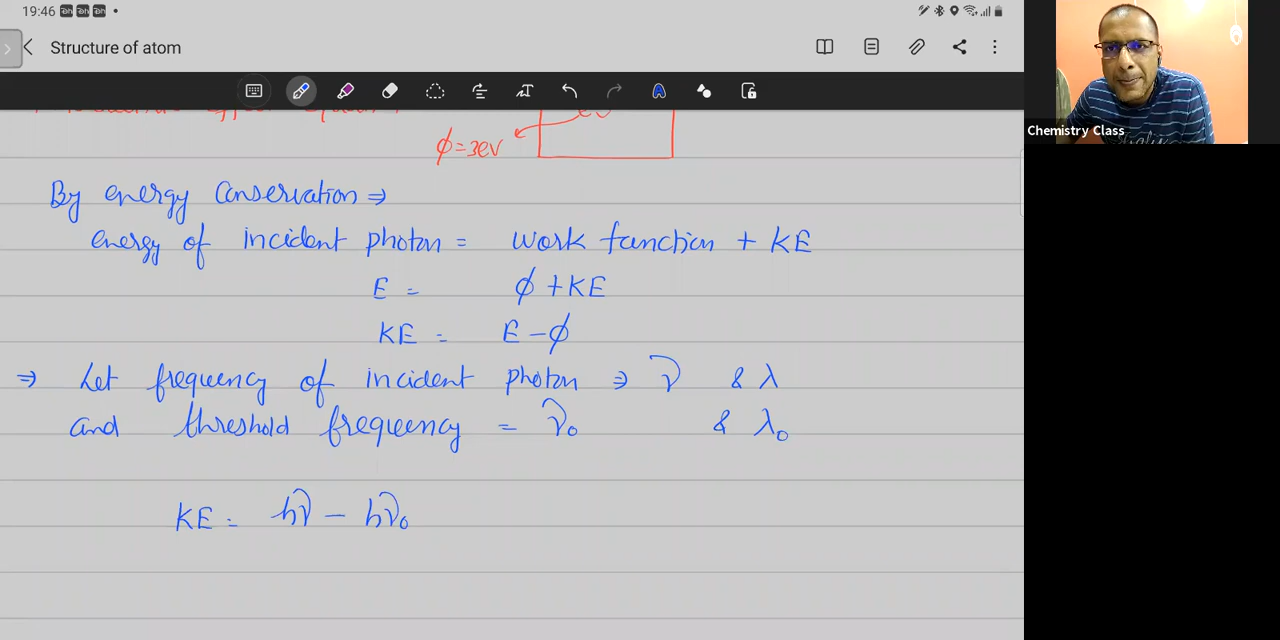 19:46
Structure of atom
Chemistry Class
ϕ = 3eV
By energy Conservation ⇒
energy of incident photon = work function + KE
E = ϕ + KE
KE = E - ϕ
⇒ Let frequency of incident photon ⇒ ν & λ
and threshold frequency = ν₀ & λ₀
KE = hν - hν₀